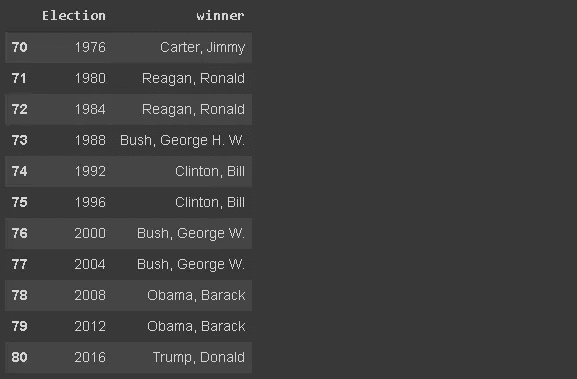 Election winner
70 1976 Carter, Jimmy
71 1980 Reagan, Ronald
72 1984 Reagan, Ronald
73 1988 Bush, George H. W.
74 1992 Clinton, Bill
75 1996 Clinton, Bill
76 2000 Bush, George W.
77 2004 Bush, George W.
78 2008 Obama, Barack
79 2012 Obama, Barack
80 2016 Trump, Donald